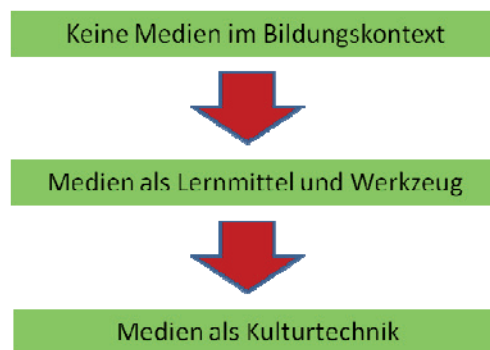 Keine Medien im Bildungskontext
Medien als Lernmittel und Werkzeug
Medien als Kulturtechnik